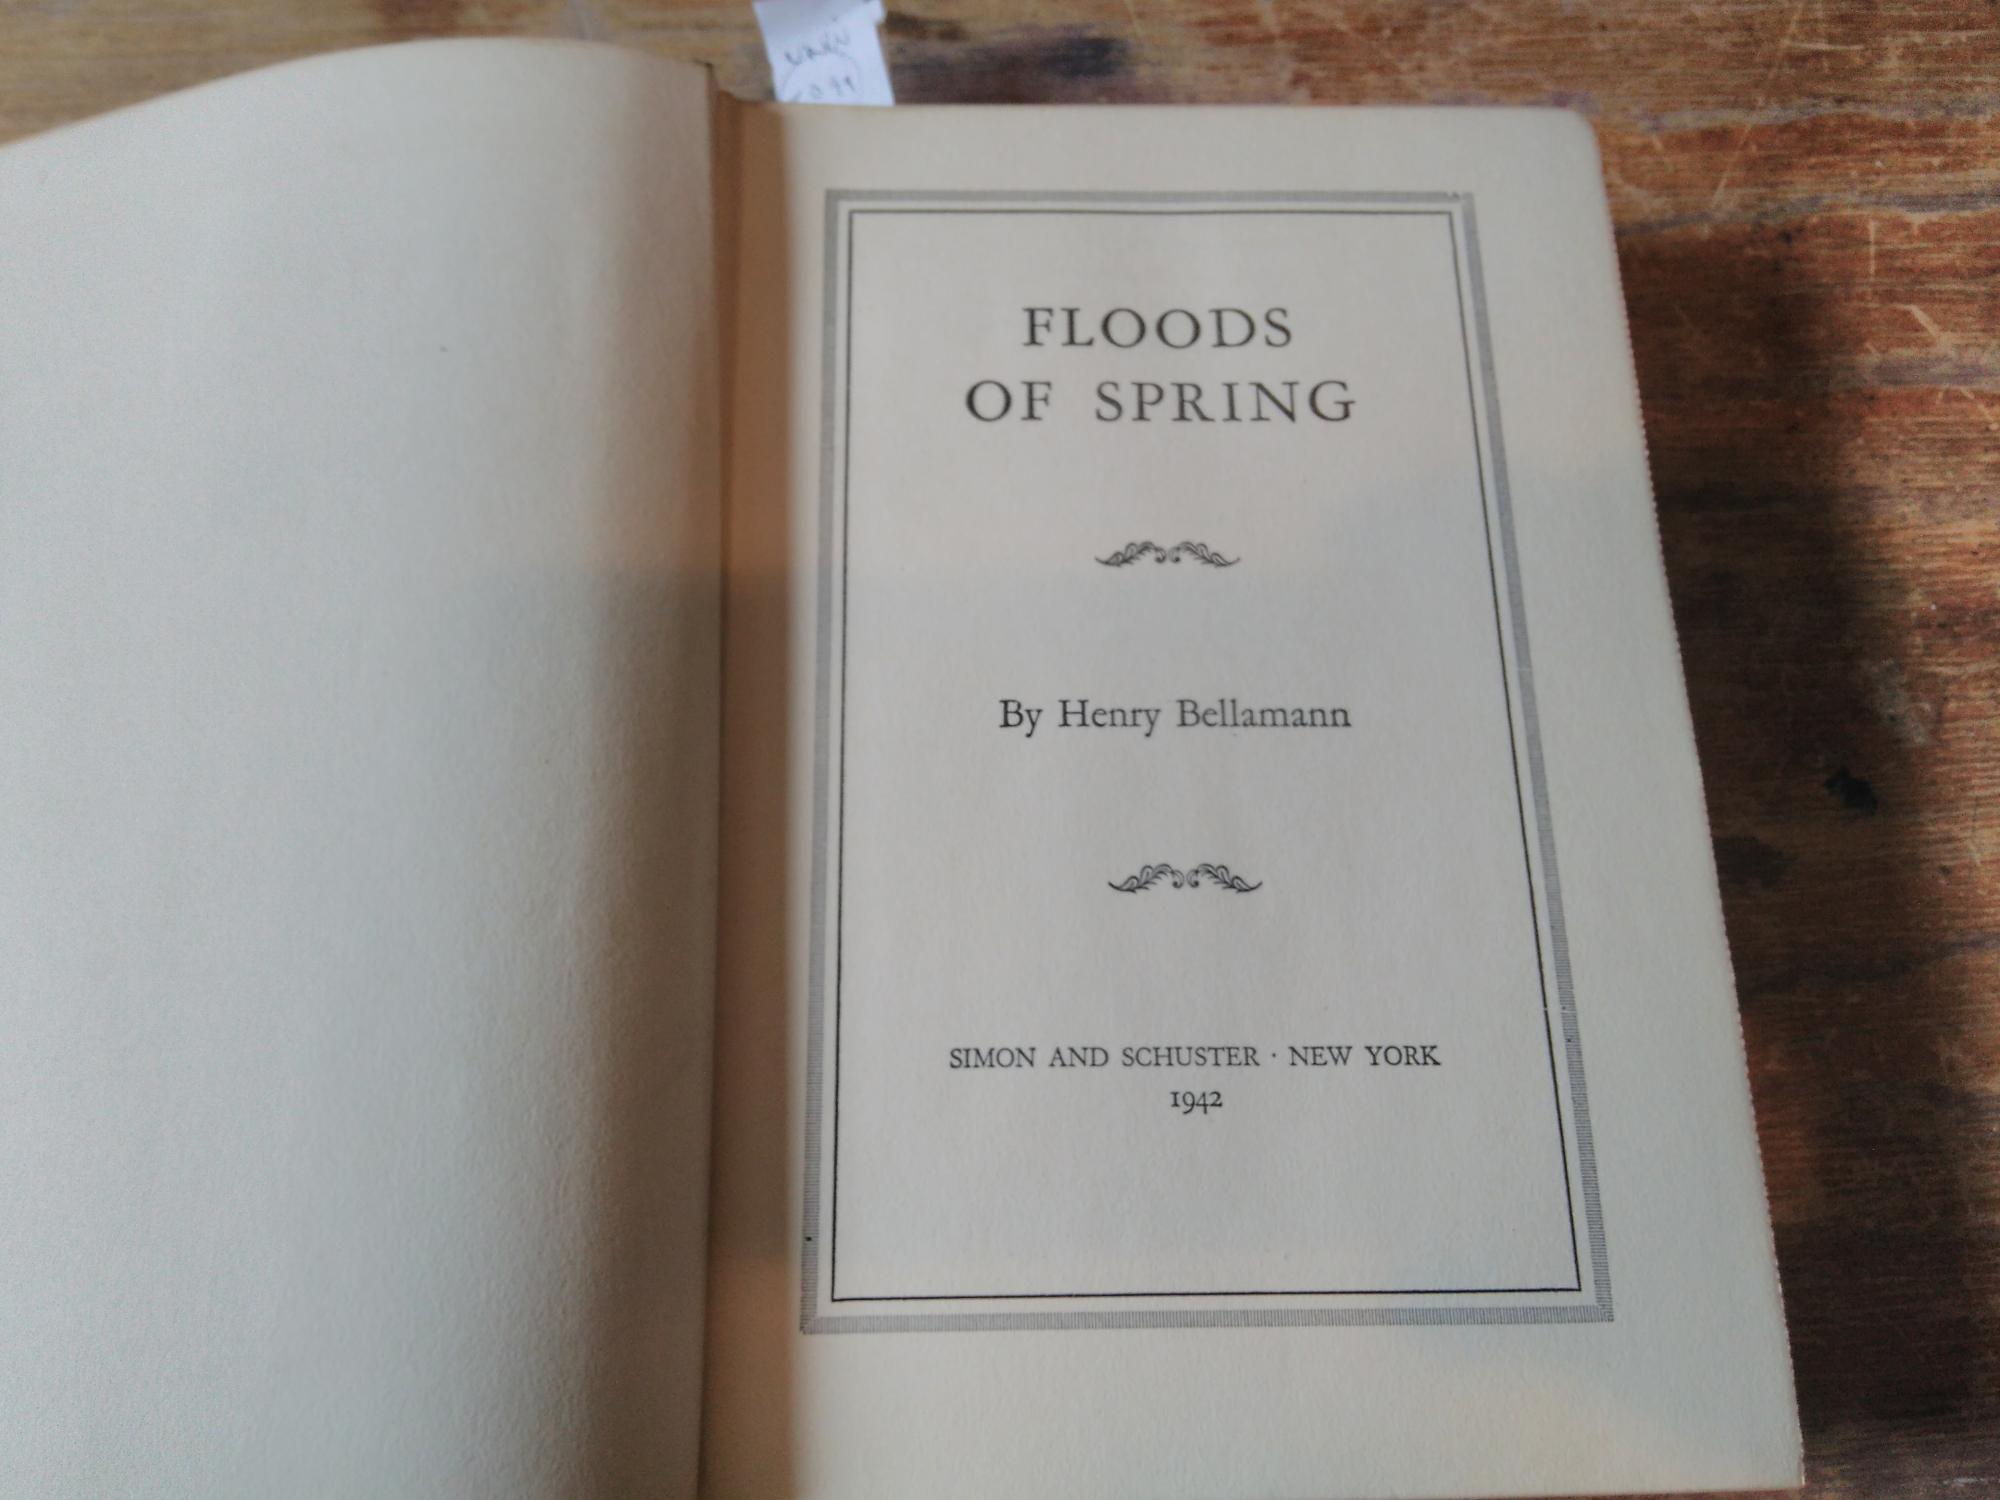 FLOODS
OF SPRING
By Henry Bellamann
SIMON AND SCHUSTER · NEW YORK
1942